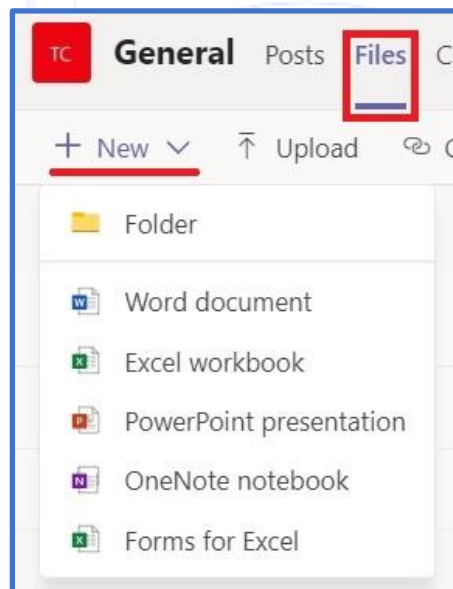 TC General Posts Files C
+ New Upload
Folder
Word document
Excel workbook
PowerPoint presentation
OneNote notebook
Forms for Excel